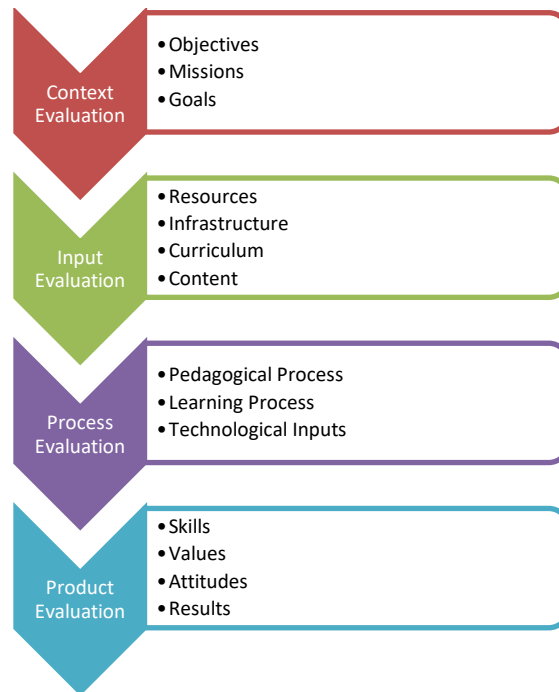 Context
Evaluation
•Objectives
•Missions
•Goals
Input
Evaluation
•Resources
•Infrastructure
•Curriculum
•Content
Process
Evaluation
•Pedagogical Process
•Learning Process
•Technological Inputs
Product
Evaluation
•Skills
•Values
•Attitudes
•Results